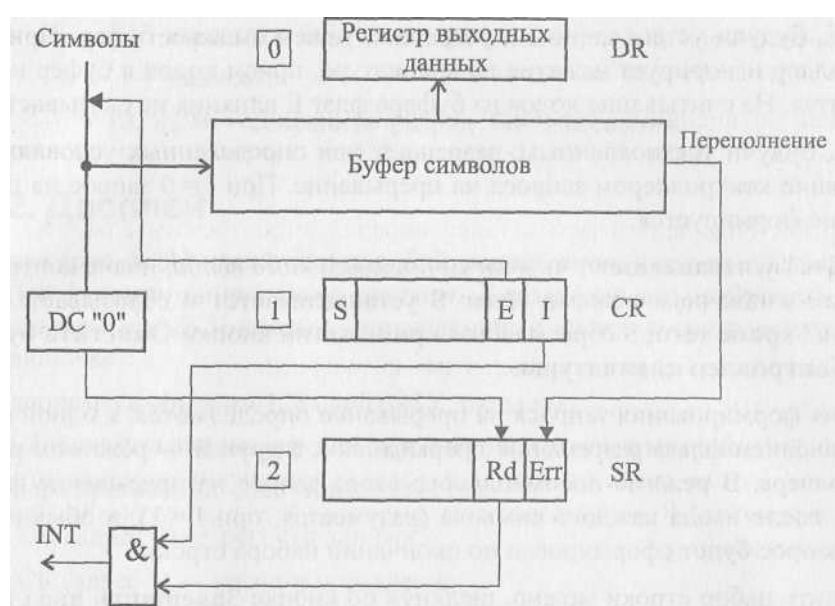 Символы
0
Регистр выходных
данных
DR
Буфер символов
Переполнение
DC "0"
1
S
E
I
CR
2
Rd
Err
SR
INT
&